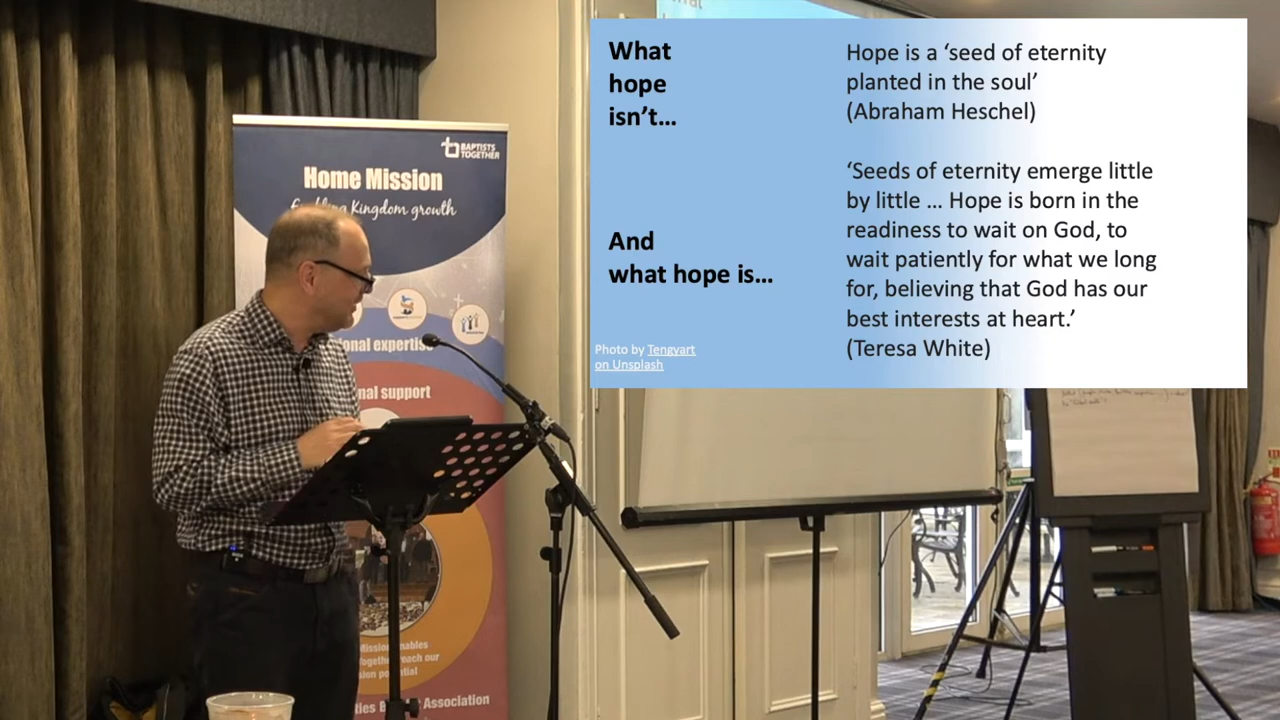 What
hope
isn’t…
And
what hope is…
Photo by Tengyart
on Unsplash
Hope is a ‘seed of eternity
planted in the soul’
(Abraham Heschel)
‘Seeds of eternity emerge little
by little … Hope is born in the
readiness to wait on God, to
wait patiently for what we long
for, believing that God has our
best interests at heart.’
(Teresa White)
BAPTISTS
TOGETHER
Home Mission
Kingdom growth
expertise
support
reach our
potential
Association